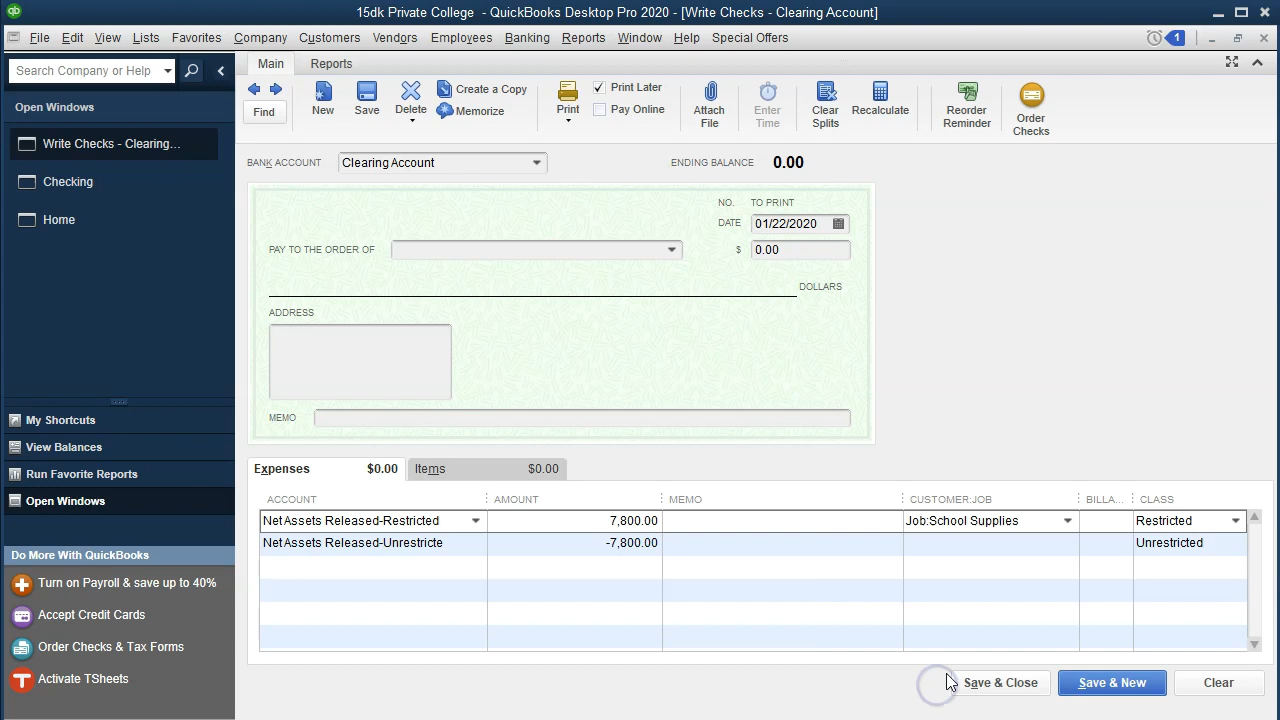 15dk Private College - QuickBooks Desktop Pro 2020 - [Write Checks - Clearing Account]
File Edit View Lists Favorites Company Customers Vendors Employees Banking Reports Window Help Special Offers 1
Search Company or Help
Open Windows
Write Checks - Clearing...
Checking
Home
My Shortcuts
View Balances
Run Favorite Reports
Open Windows
Do More With QuickBooks
Turn on Payroll & save up to 40%
Accept Credit Cards
Order Checks & Tax Forms
Activate TSheets
Main Reports
Find
New
Save
Delete
Create a Copy
Memorize
Print
Print Later
Pay Online
Attach File
Enter Time
Clear Splits
Recalculate
Reorder Reminder
Order Checks
BANK ACCOUNT Clearing Account ENDING BALANCE 0.00
NO. TO PRINT
DATE 01/22/2020
PAY TO THE ORDER OF $ 0.00
DOLLARS
ADDRESS
MEMO
Expenses $0.00 Items $0.00
ACCOUNT AMOUNT MEMO CUSTOMER:JOB BILLA... CLASS
Net Assets Released-Restricted 7,800.00 Job:School Supplies Restricted
Net Assets Released-Unrestricte -7,800.00 Unrestricted
Save & Close Save & New Clear